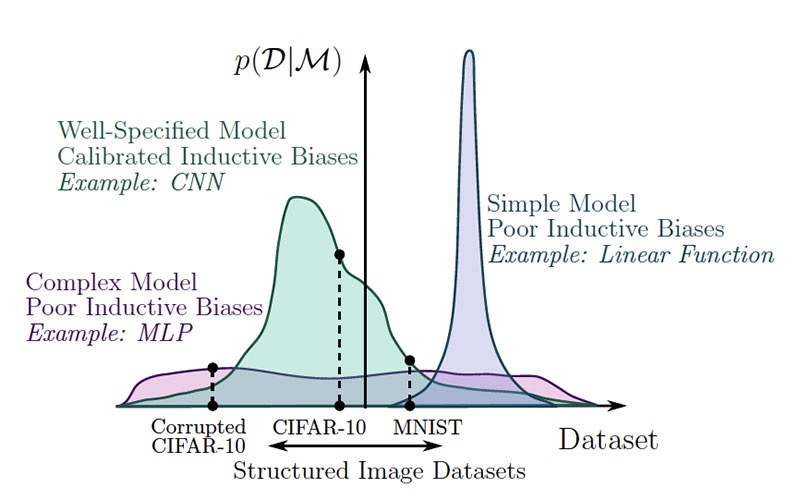 p(𝒟|ℳ)
Well-Specified Model
Calibrated Inductive Biases
Example: CNN
Simple Model
Poor Inductive Biases
Example: Linear Function
Complex Model
Poor Inductive Biases
Example: MLP
Corrupted
CIFAR-10
CIFAR-10
MNIST
Dataset
Structured Image Datasets